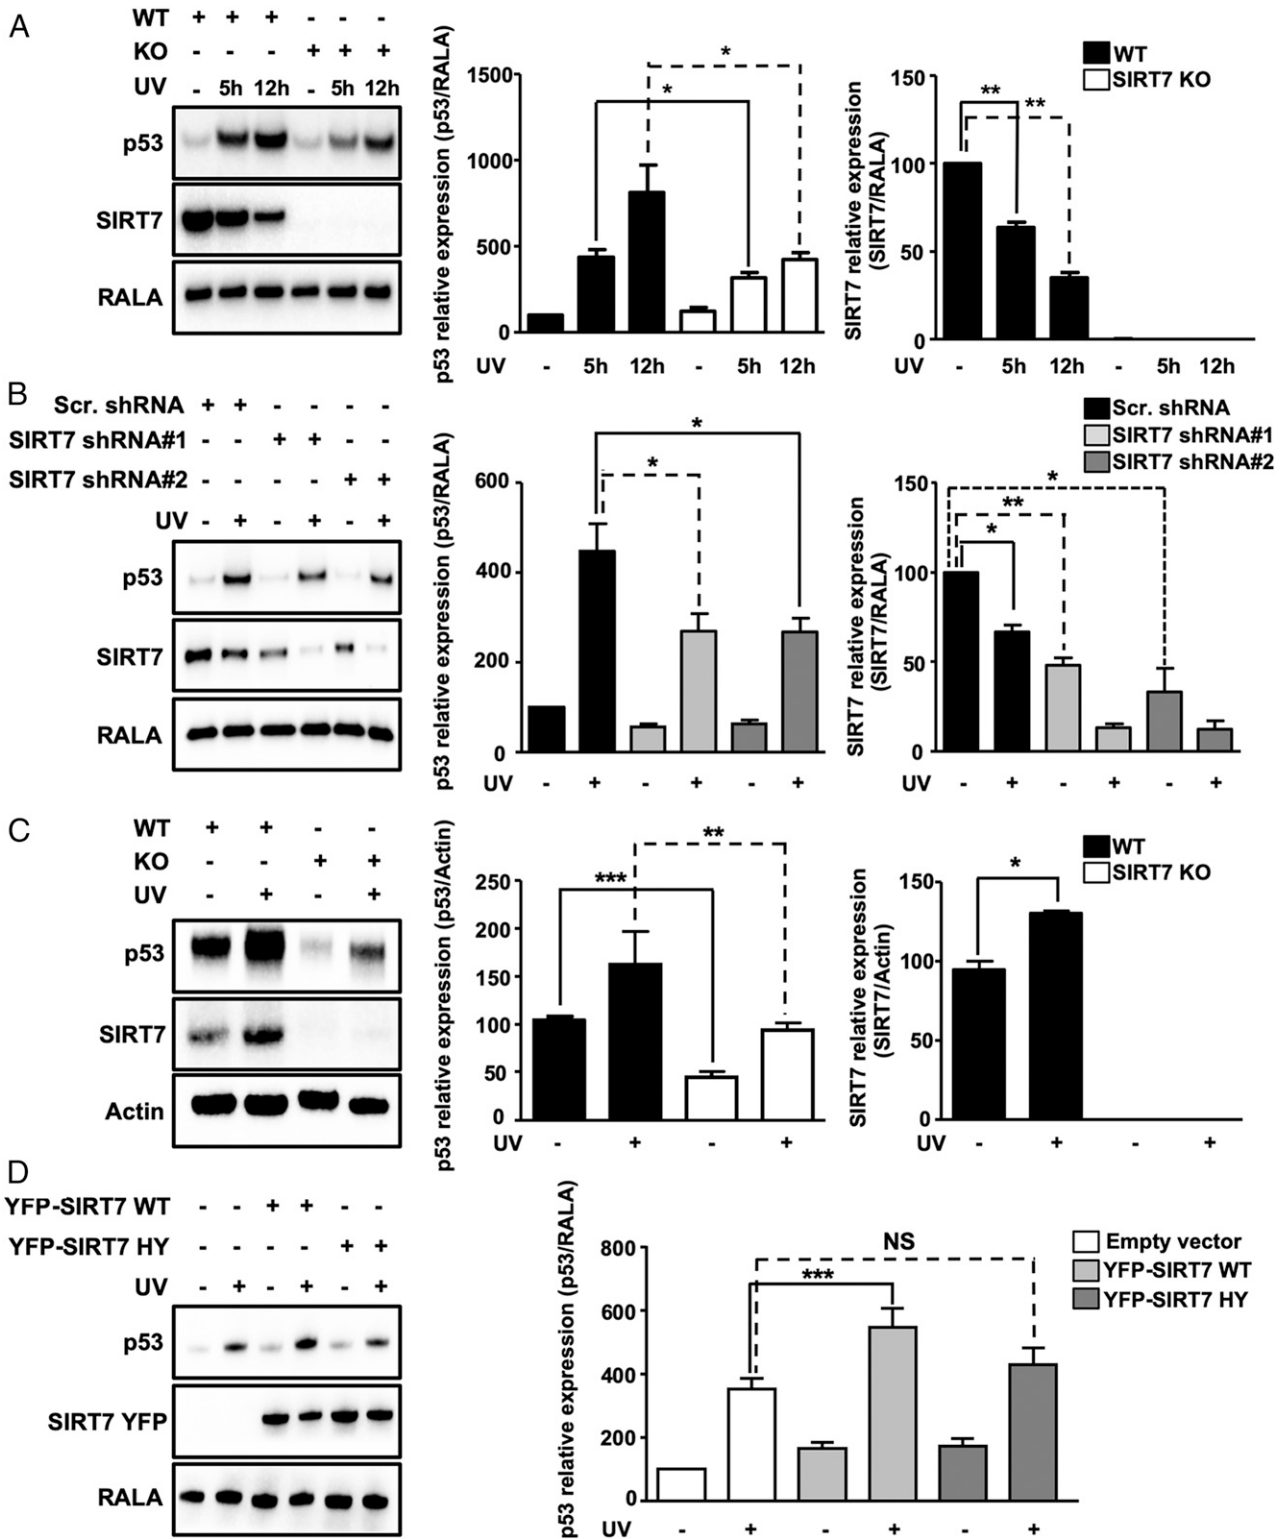 A
WT + + + - - -
KO - - - + + +
UV - 5h 12h - 5h 12h
p53
SIRT7
RALA
p53 relative expression (p53/RALA)
1500
1000
500
0
*
*
UV - 5h 12h - 5h 12h
SIRT7 relative expression
(SIRT7/RALA)
150
100
50
0
**
**
UV - 5h 12h - 5h 12h
WT
SIRT7 KO
B
Scr. shRNA + + - - - -
SIRT7 shRNA#1 - - + + - -
SIRT7 shRNA#2 - - - - + +
UV - + - + - +
p53
SIRT7
RALA
p53 relative expression (p53/RALA)
600
400
200
0
*
*
UV - + - + - +
SIRT7 relative expression
(SIRT7/RALA)
150
100
50
0
*
**
*
UV - + - + - +
Scr. shRNA
SIRT7 shRNA#1
SIRT7 shRNA#2
C
WT + + - -
KO - - + +
UV - + - +
p53
SIRT7
Actin
p53 relative expression (p53/Actin)
250
200
150
100
50
0
**
***
UV - + - +
SIRT7 relative expression
(SIRT7/Actin)
150
100
50
0
*
UV - + - +
WT
SIRT7 KO
D
YFP-SIRT7 WT - - + + - -
YFP-SIRT7 HY - - - - + +
UV - + - + - +
p53
SIRT7 YFP
RALA
p53 relative expression (p53/RALA)
800
600
400
200
0
NS
***
UV - + - + - +
Empty vector
YFP-SIRT7 WT
YFP-SIRT7 HY